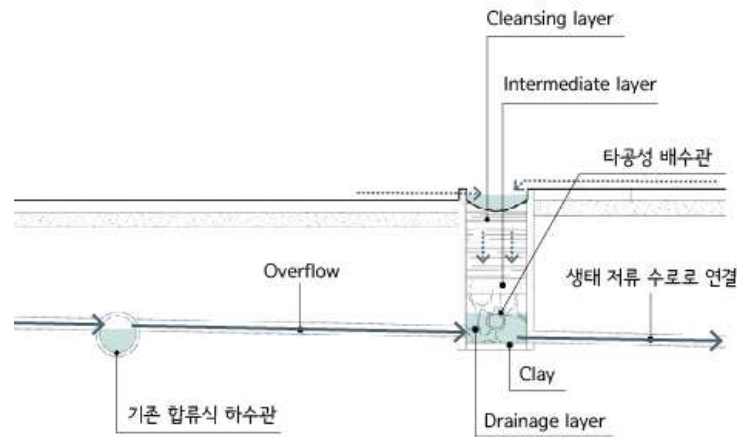 Cleansing layer
Intermediate layer
타공성 배수관
Overflow
생태 저류 수로로 연결
Clay
기존 합류식 하수관
Drainage layer